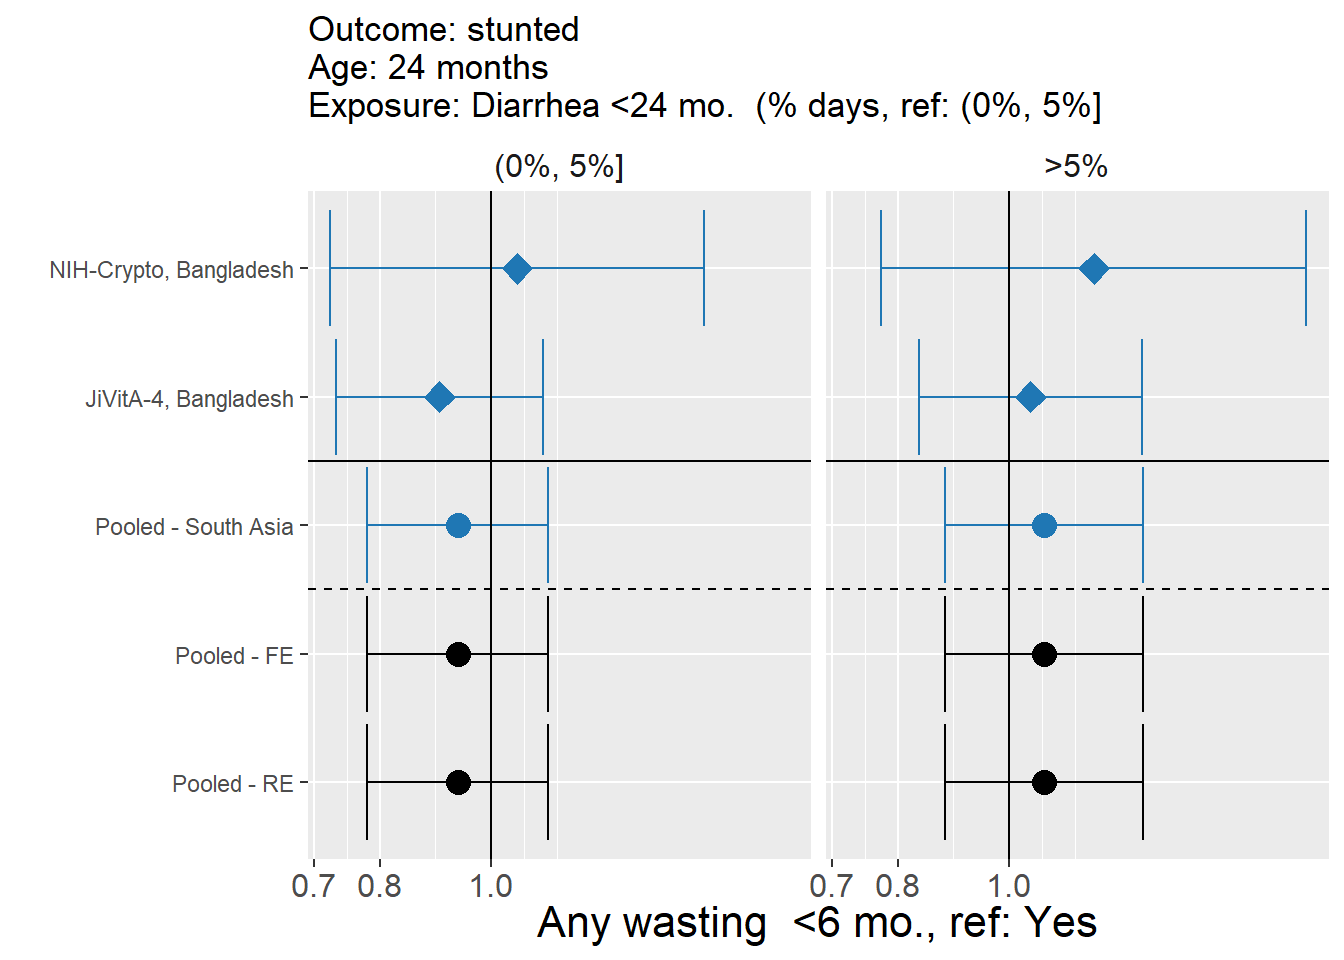 Outcome: stunted
Age: 24 months
Exposure: Diarrhea <24 mo.  (% days, ref: (0%, 5%]
(0%, 5%]
>5%
NIH-Crypto, Bangladesh
JiVitA-4, Bangladesh
Pooled - South Asia
Pooled - FE
Pooled - RE
0.7 0.8 1.0 0.7 0.8 1.0
Any wasting  <6 mo., ref: Yes